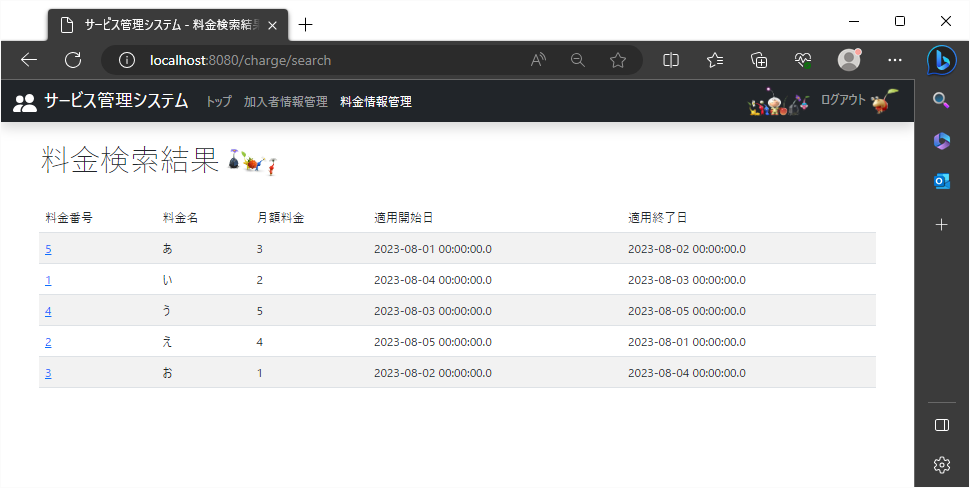 サービス管理システム - 料金検索結果
localhost:8080/charge/search
サービス管理システム トップ 加入者情報管理 料金情報管理 ログアウト
料金検索結果
料金番号 料金名 月額料金 適用開始日 適用終了日
5 あ 3 2023-08-01 00:00:00.0 2023-08-02 00:00:00.0
1 い 2 2023-08-04 00:00:00.0 2023-08-03 00:00:00.0
4 う 5 2023-08-03 00:00:00.0 2023-08-05 00:00:00.0
2 え 4 2023-08-05 00:00:00.0 2023-08-01 00:00:00.0
3 お 1 2023-08-02 00:00:00.0 2023-08-04 00:00:00.0